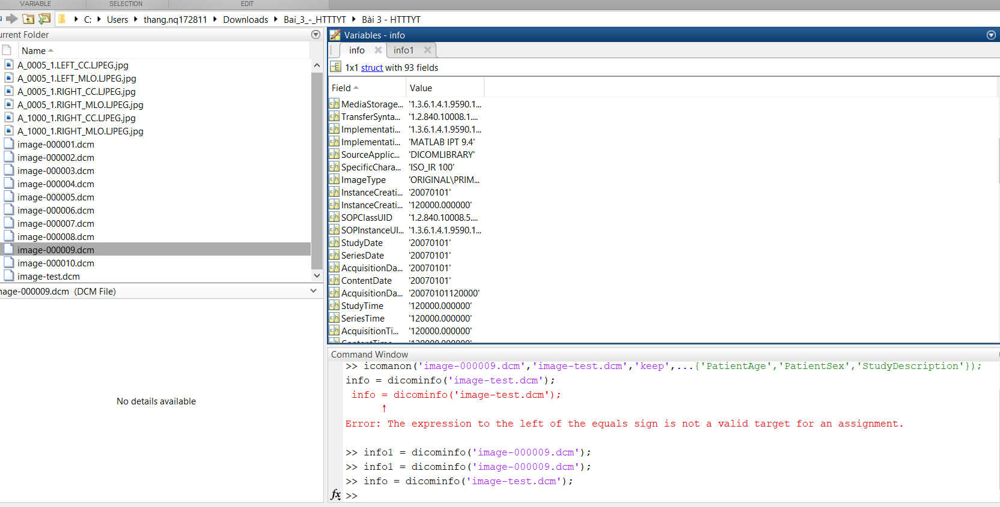 VARIABLE SELECTION EDIT
C: Users thang.nq172811 Downloads Bai_3_-_HTTTYT Bài 3 - HTTTYT
urrent Folder
Name
A_0005_1.LEFT_CC.LJPEG.jpg
A_0005_1.LEFT_MLO.LJPEG.jpg
A_0005_1.RIGHT_CC.LJPEG.jpg
A_0005_1.RIGHT_MLO.LJPEG.jpg
A_1000_1.RIGHT_CC.LJPEG.jpg
A_1000_1.RIGHT_MLO.LJPEG.jpg
image-000001.dcm
image-000002.dcm
image-000003.dcm
image-000004.dcm
image-000005.dcm
image-000006.dcm
image-000007.dcm
image-000008.dcm
image-000009.dcm
image-000010.dcm
image-test.dcm
nage-000009.dcm (DCM File)
No details available
Variables - info
info info1
1x1 struct with 93 fields
Field Value
MediaStorage... '1.3.6.1.4.1.9590.1...
TransferSynta... '1.2.840.10008.1....
Implementati... '1.3.6.1.4.1.9590.1...
Implementati... 'MATLAB IPT 9.4'
SourceApplic... 'DICOMLIBRARY'
SpecificChara... 'ISO_IR 100'
ImageType 'ORIGINAL\PRIM...
InstanceCreati... '20070101'
InstanceCreati... '120000.000000'
SOPClassUID '1.2.840.10008.5....
SOPInstanceUI... '1.3.6.1.4.1.9590.1...
StudyDate '20070101'
SeriesDate '20070101'
AcquisitionDa... '20070101'
ContentDate '20070101'
AcquisitionDa... '20070101120000'
StudyTime '120000.000000'
SeriesTime '120000.000000'
AcquisitionTi... '120000.000000'
ContentTime '120000.000000'
Command Window
>> icomanon('image-000009.dcm','image-test.dcm','keep',...{'PatientAge','PatientSex','StudyDescription'});
info = dicominfo('image-test.dcm');
info = dicominfo('image-test.dcm');
↑
Error: The expression to the left of the equals sign is not a valid target for an assignment.
>> info1 = dicominfo('image-000009.dcm');
>> info1 = dicominfo('image-000009.dcm');
>> info = dicominfo('image-test.dcm');
fx >>